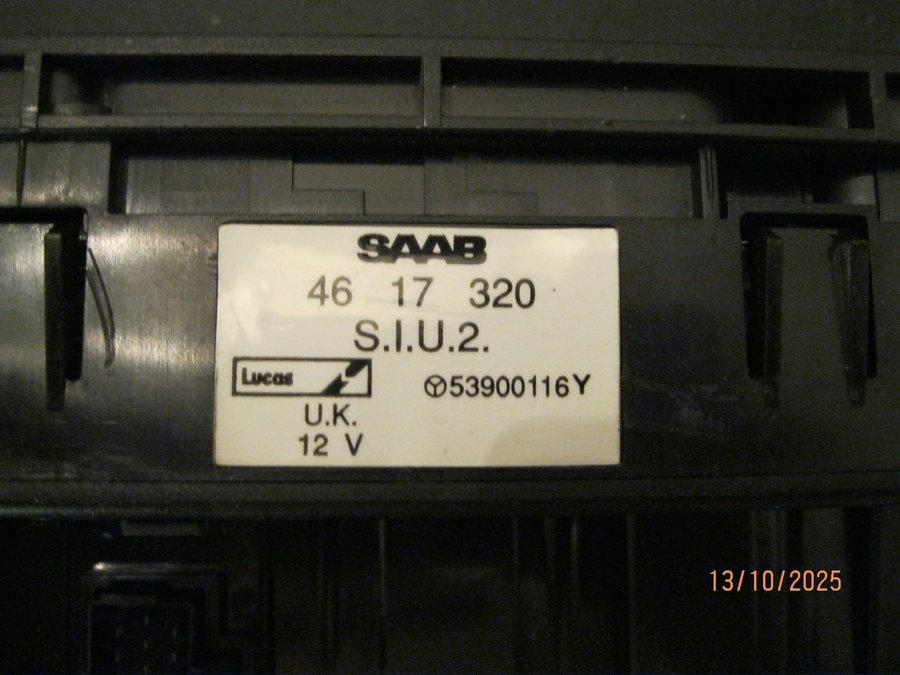 SAAB
46 17 320
S.I.U.2.
Lucas
53900116Y
U.K.
12 V
13/10/2025